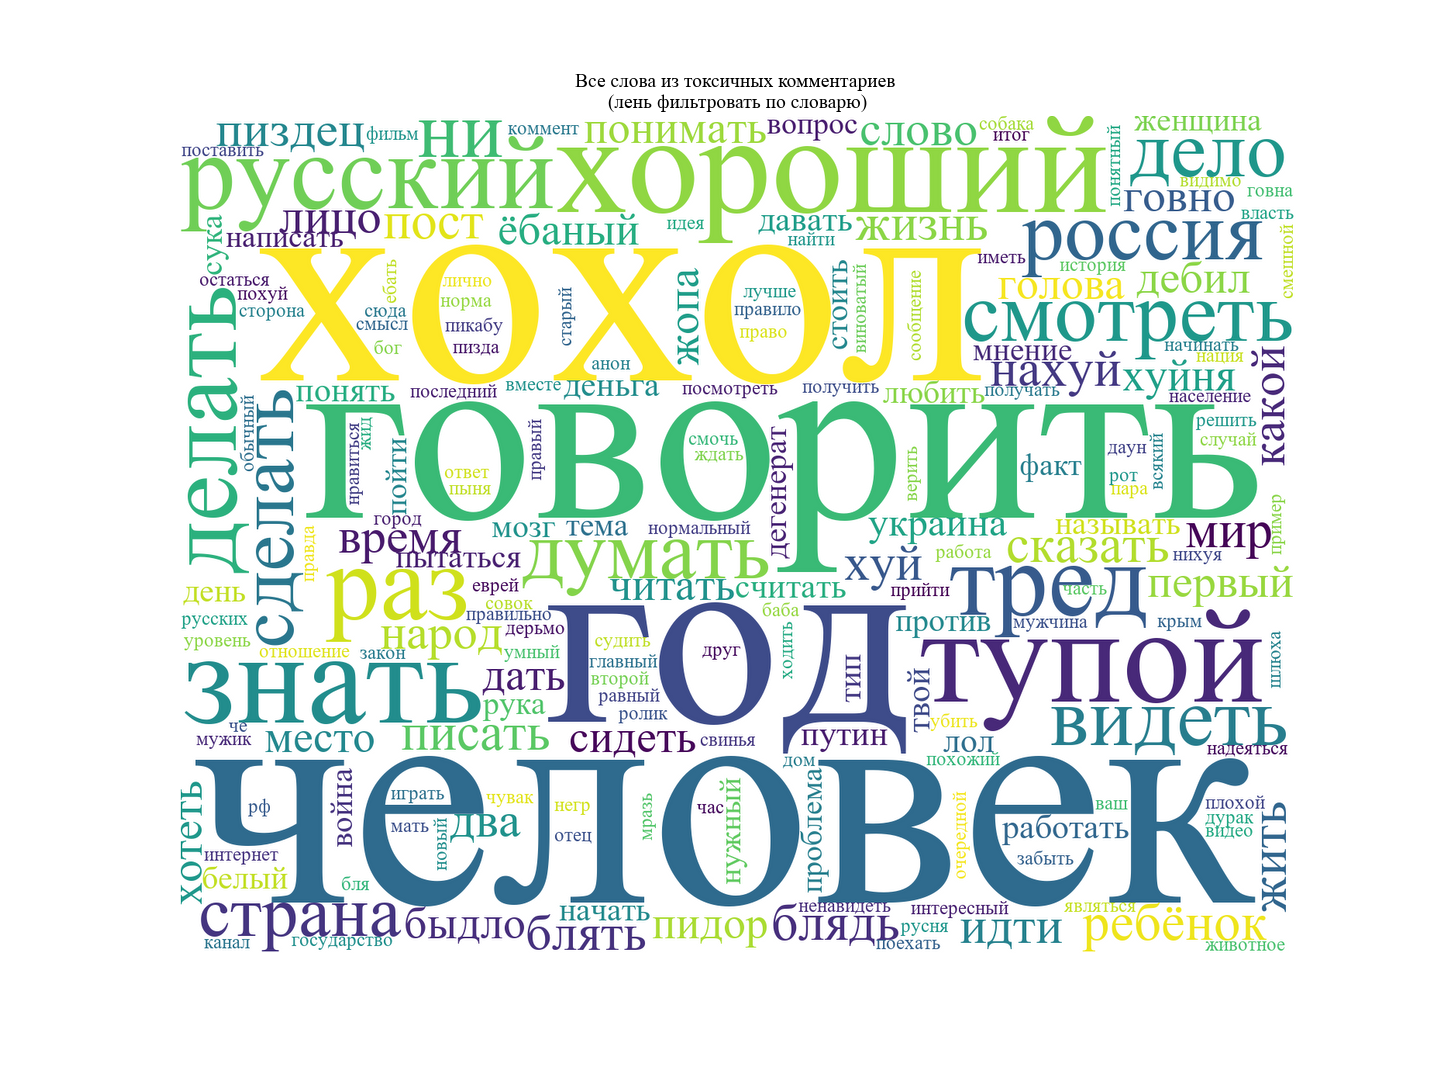 Все слова из токсичных комментариев
(лень фильтровать по словарю)
пиздец
фильм
ни
коммент
понимать
вопрос
слово
собака
итог
женщина
поставить
русский
хороший
понятный
дело
видимо
говно
говна
власть
сука
лицо
написать
пост
ёбаный
идея
давать
найти
жизнь
россия
иметь
история
смешной
остаться
похуй
сторона
хохол
ебать
сюда
смысл
лично
норма
пикабу
бог
пизда
старый
анон
жопа
лучше
правило
право
стоить
виноватый
сообщение
голова
дебил
смотреть
начинать
нация
мнение
нахуй
хуйня
какой
делать
понять
последний
вместе
деньга
посмотреть
получить
любить
получать
население
обычный
сделать
говорить
нравиться
жид
пойти
ответ
пыня
правый
смочь
ждать
дегенерат
верить
факт
даун
рот
пара
всякий
решить
случай
город
время
пытаться
правда
мозг
тема
нормальный
думать
украина
называть
сказать
мир
нихуя
пример
день
русских
уровень
раз
еврей
совок
правильно
читать
считать
хуй
работа
прийти
тред
часть
первый
народ
дерьмо
умный
отношение
закон
год
судить
главный
второй
равный
ролик
друг
баба
ходить
тип
против
мужчина
крым
твой
тупой
шлюха
знать
дать
рука
убить
видеть
че
мужик
место
писать
сидеть
свинья
путин
лол
похожий
надеяться
дом
человек
хотеть
рф
интернет
белый
война
играть
мать
новый
чувак
два
негр
отец
мразь
час
нужный
проблема
очередной
работать
забыть
ваш
плохой
дурак
видео
жить
бля
страна
быдло
начать
блять
пидор
ненавидеть
блядь
поехать
интересный
русня
идти
являться
ребёнок
канал
государство
животное